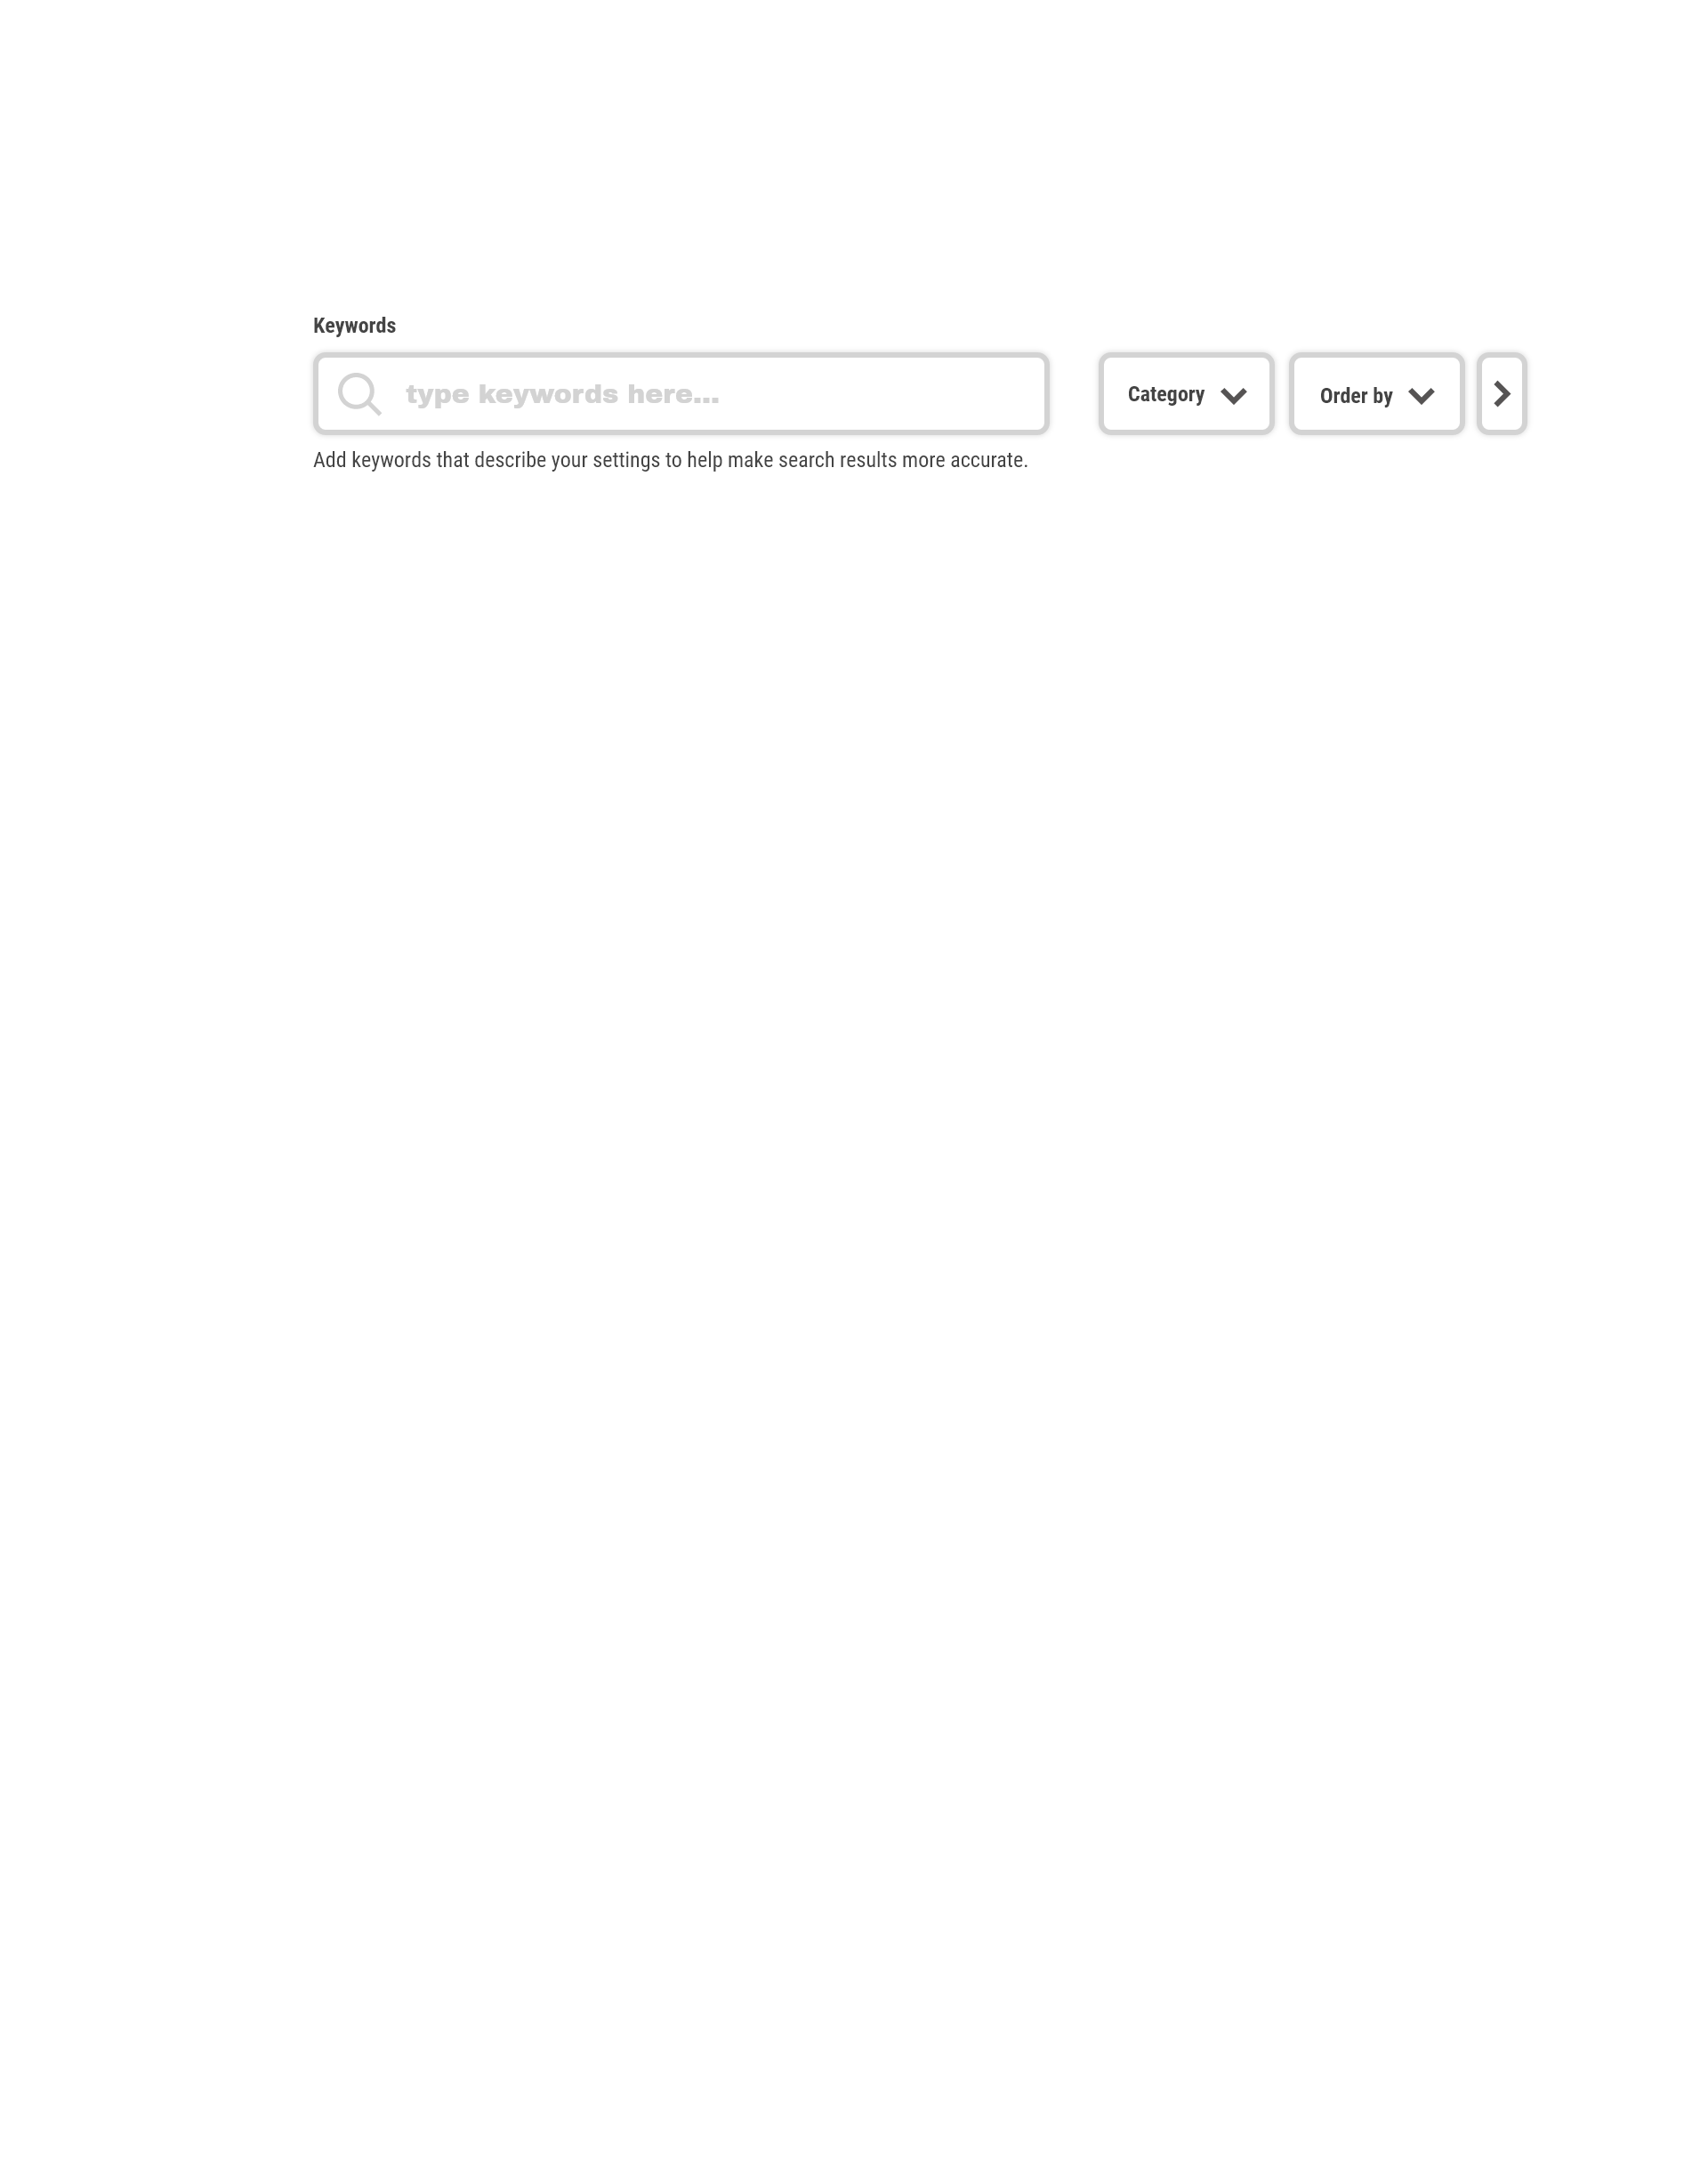 Keywords
type keywords here...
Category
Order by
Add keywords that describe your settings to help make search results more accurate.